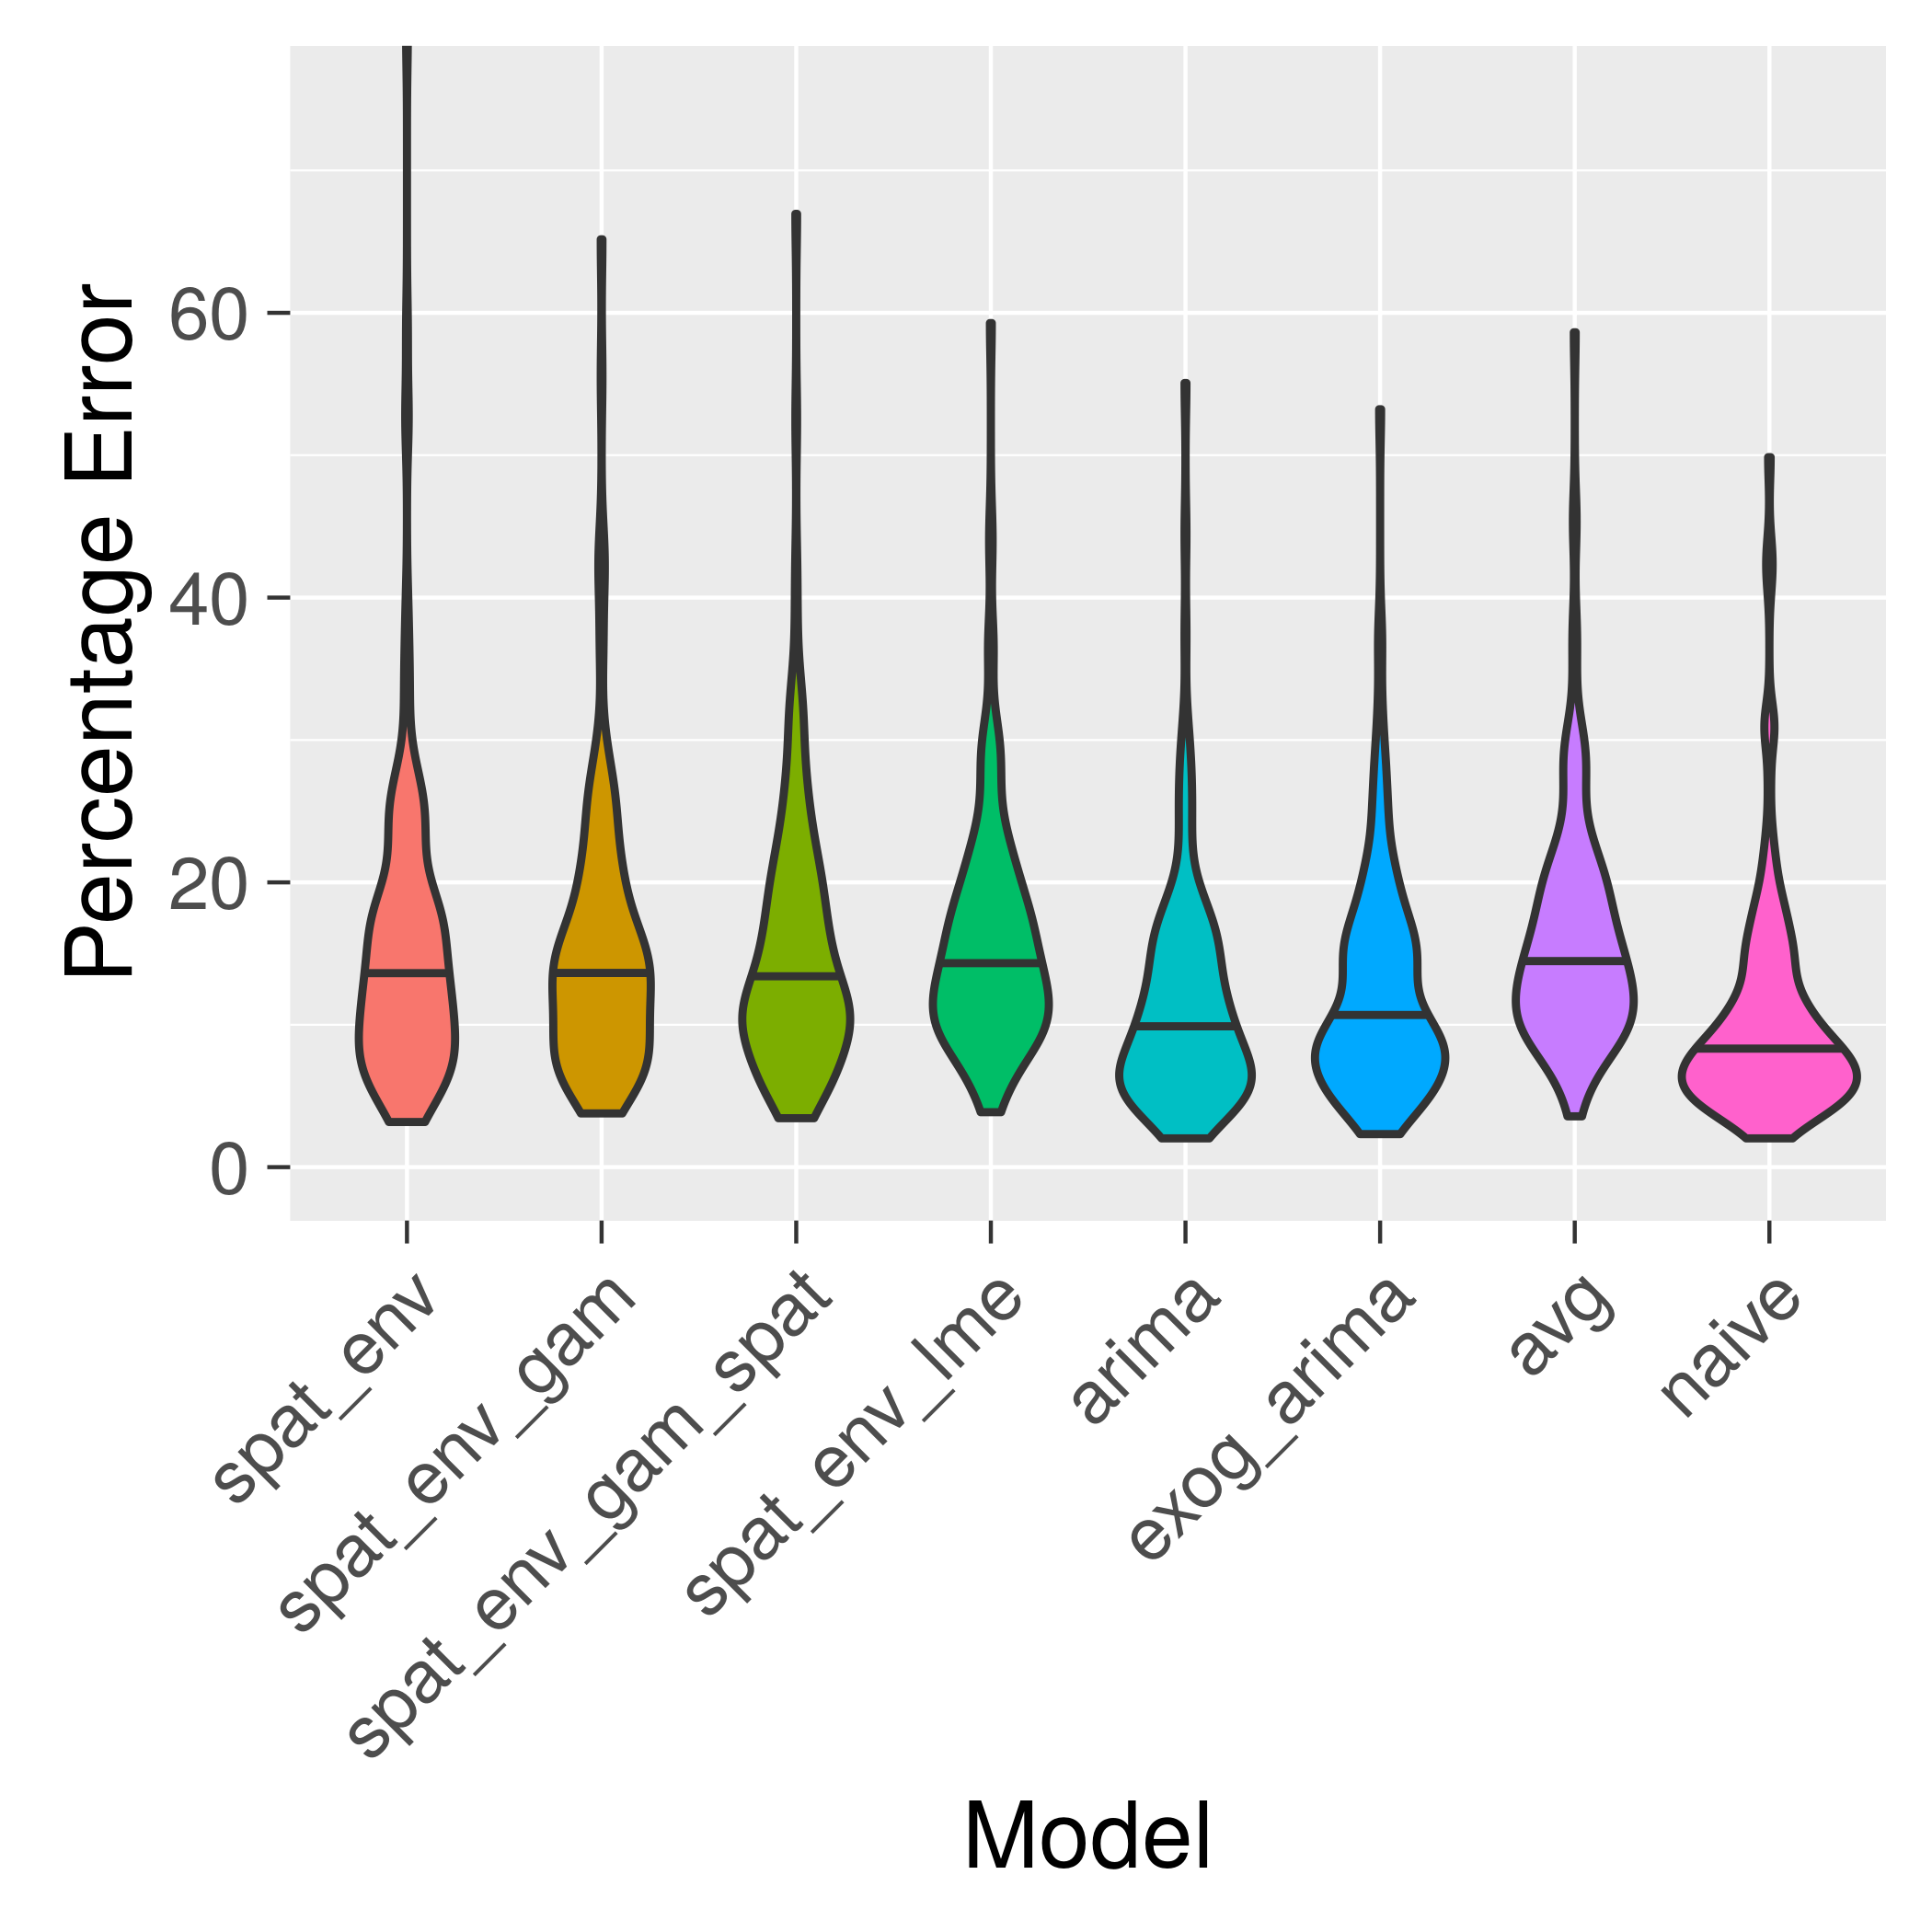 Percentage Error
60
40
20
0
spat_env
spat_env_gam
spat_env_gam_spat
spat_env_lme
arima
exog_arima
avg
naive
Model